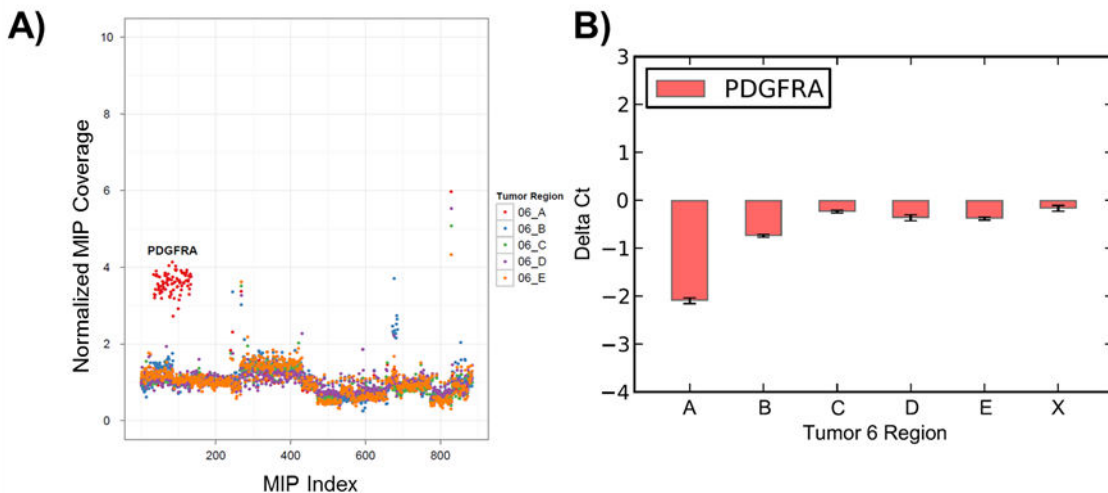 A)
Normalized MIP Coverage
10
8
6
4
2
0
PDGFRA
200
400
600
800
MIP Index
Tumor Region
06_A
06_B
06_C
06_D
06_E
B)
PDGFRA
Delta Ct
3
2
1
0
−1
−2
−3
−4
A B C D E X
Tumor 6 Region